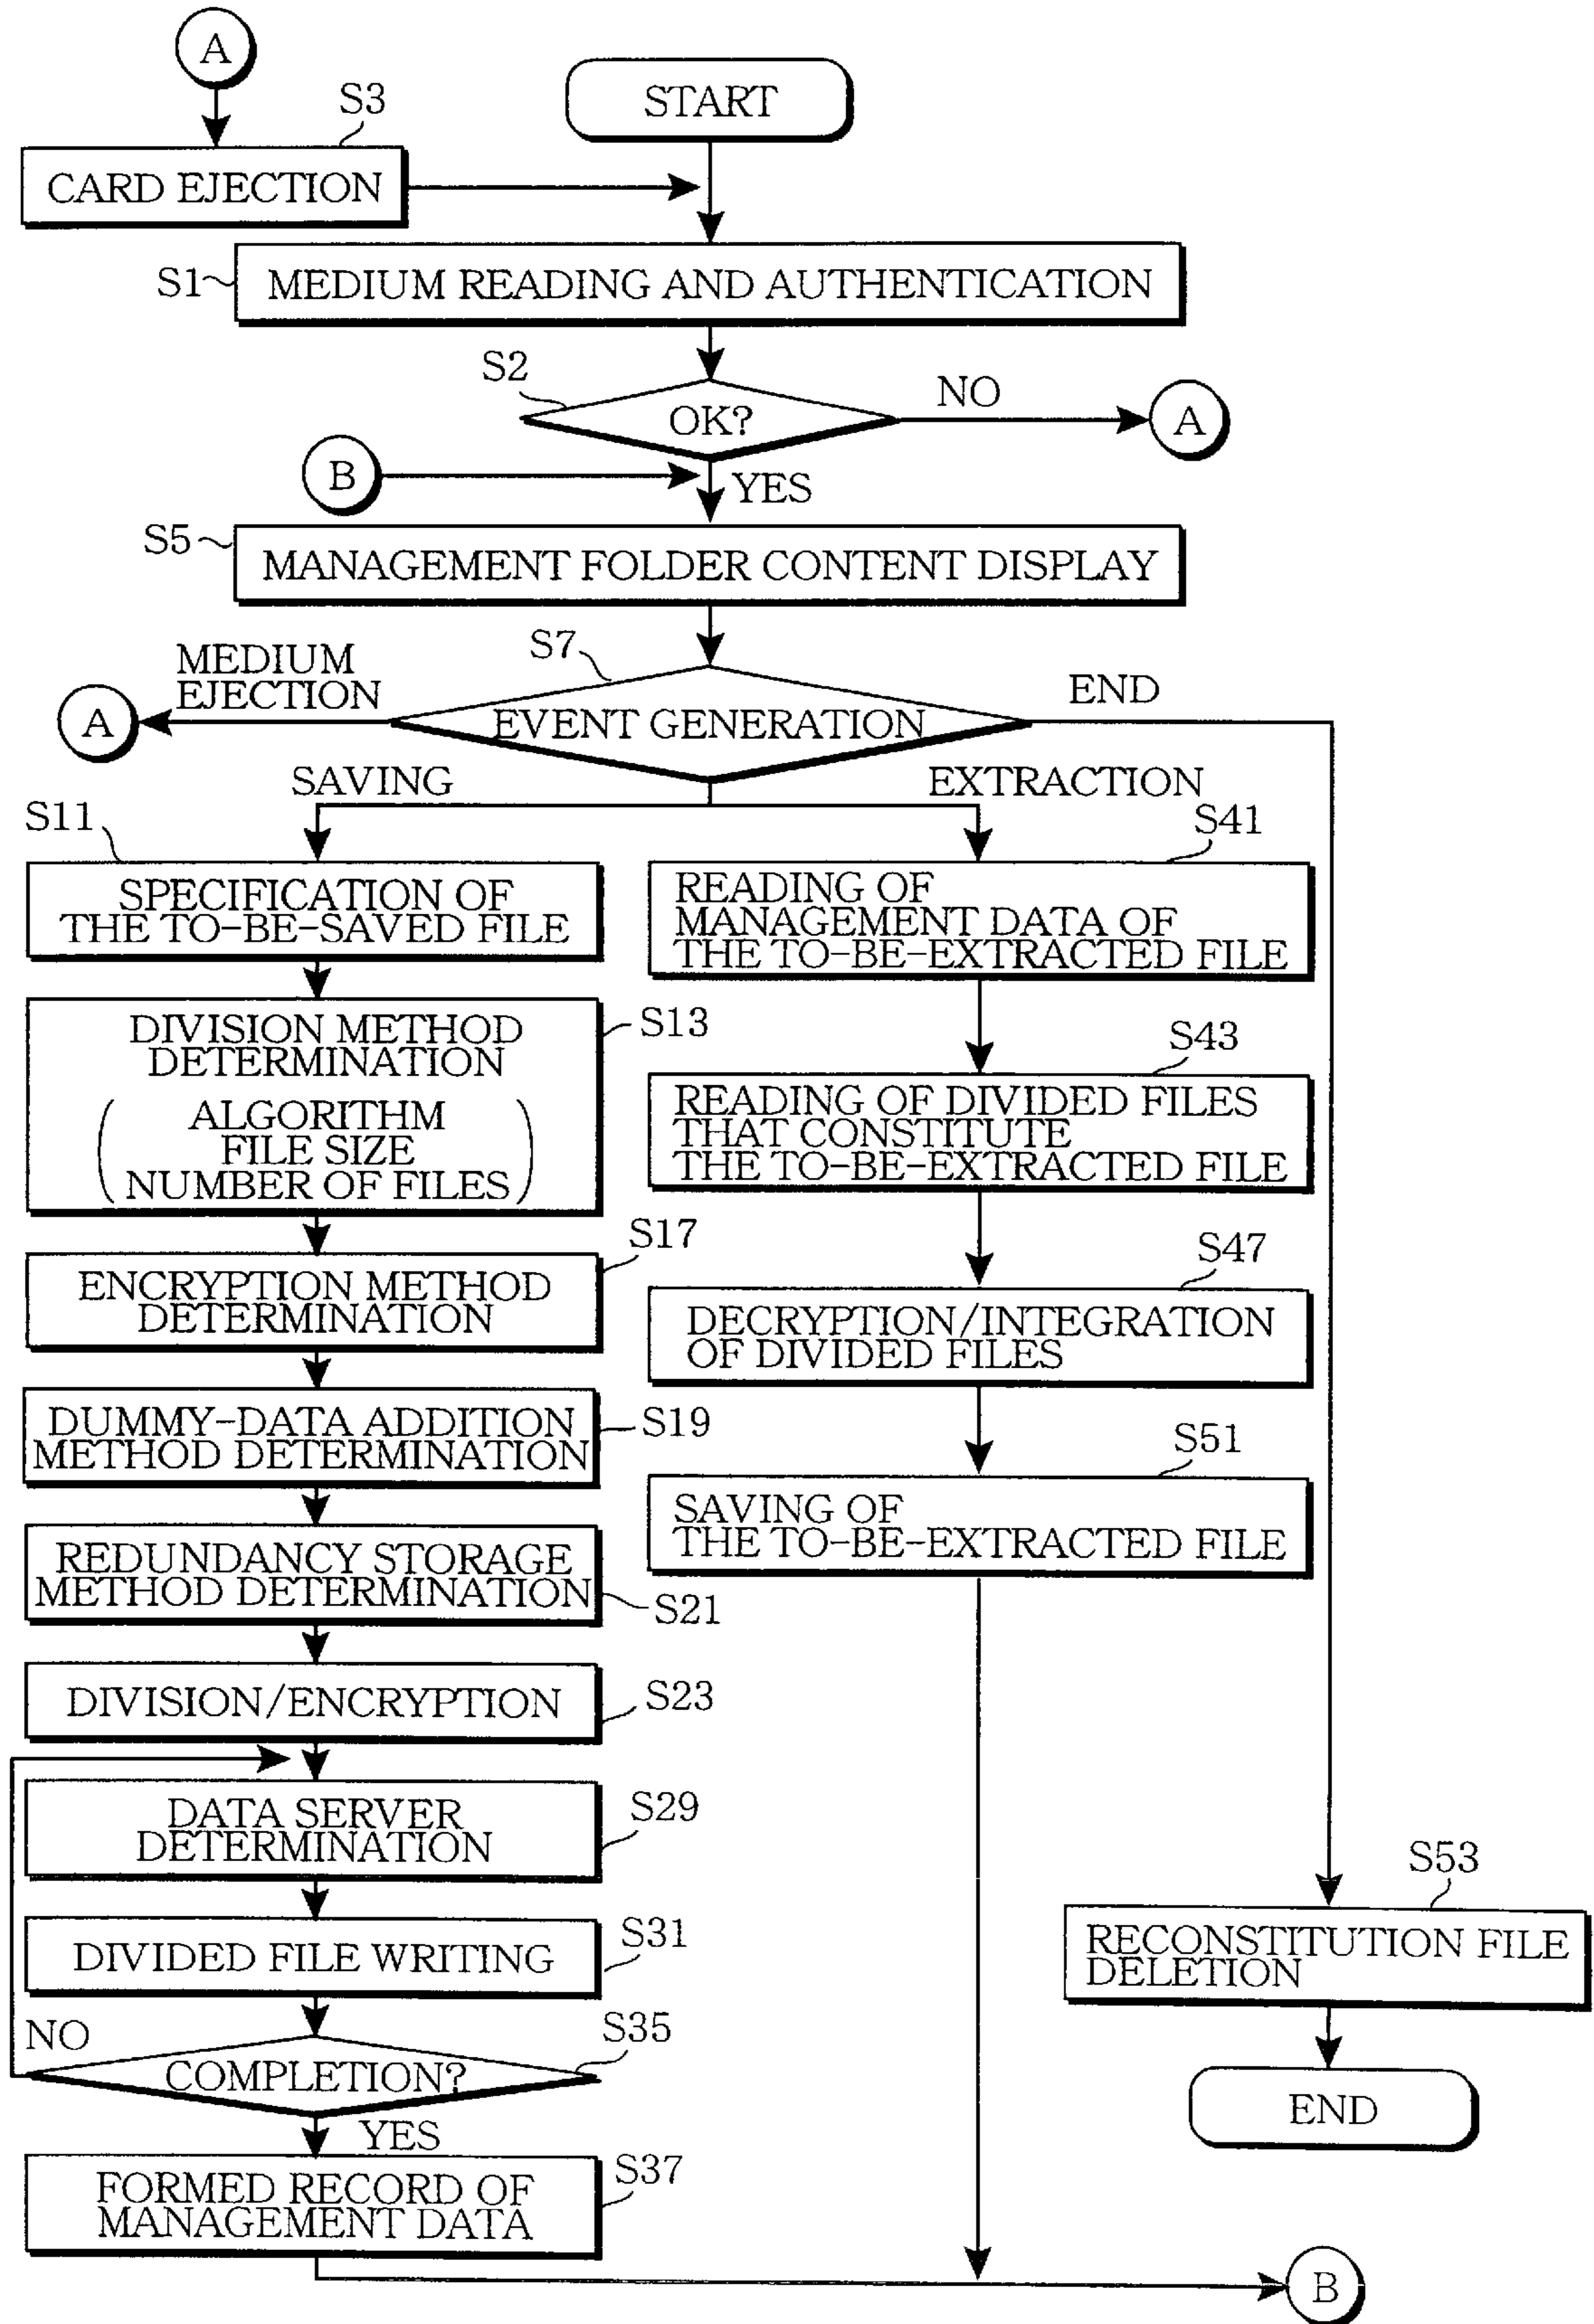 A
S3
START
CARD EJECTION
S1
MEDIUM READING AND AUTHENTICATION
S2
OK?
NO
A
B
YES
S5
MANAGEMENT FOLDER CONTENT DISPLAY
S7
MEDIUM
EJECTION
END
A
EVENT GENERATION
SAVING
EXTRACTION
S11
SPECIFICATION OF
THE TO-BE-SAVED FILE
S13
DIVISION METHOD
DETERMINATION
ALGORITHM
FILE SIZE
NUMBER OF FILES
S17
ENCRYPTION METHOD
DETERMINATION
S19
DUMMY-DATA ADDITION
METHOD DETERMINATION
REDUNDANCY STORAGE
METHOD DETERMINATION
S21
DIVISION/ENCRYPTION
S23
DATA SERVER
DETERMINATION
S29
DIVIDED FILE WRITING
S31
NO
S35
COMPLETION?
YES
S37
FORMED RECORD OF
MANAGEMENT DATA
S41
READING OF
MANAGEMENT DATA OF
THE TO-BE-EXTRACTED FILE
S43
READING OF DIVIDED FILES
THAT CONSTITUTE
THE TO-BE-EXTRACTED FILE
S47
DECRYPTION/INTEGRATION
OF DIVIDED FILES
S51
SAVING OF
THE TO-BE-EXTRACTED FILE
S53
RECONSTITUTION FILE
DELETION
END
B